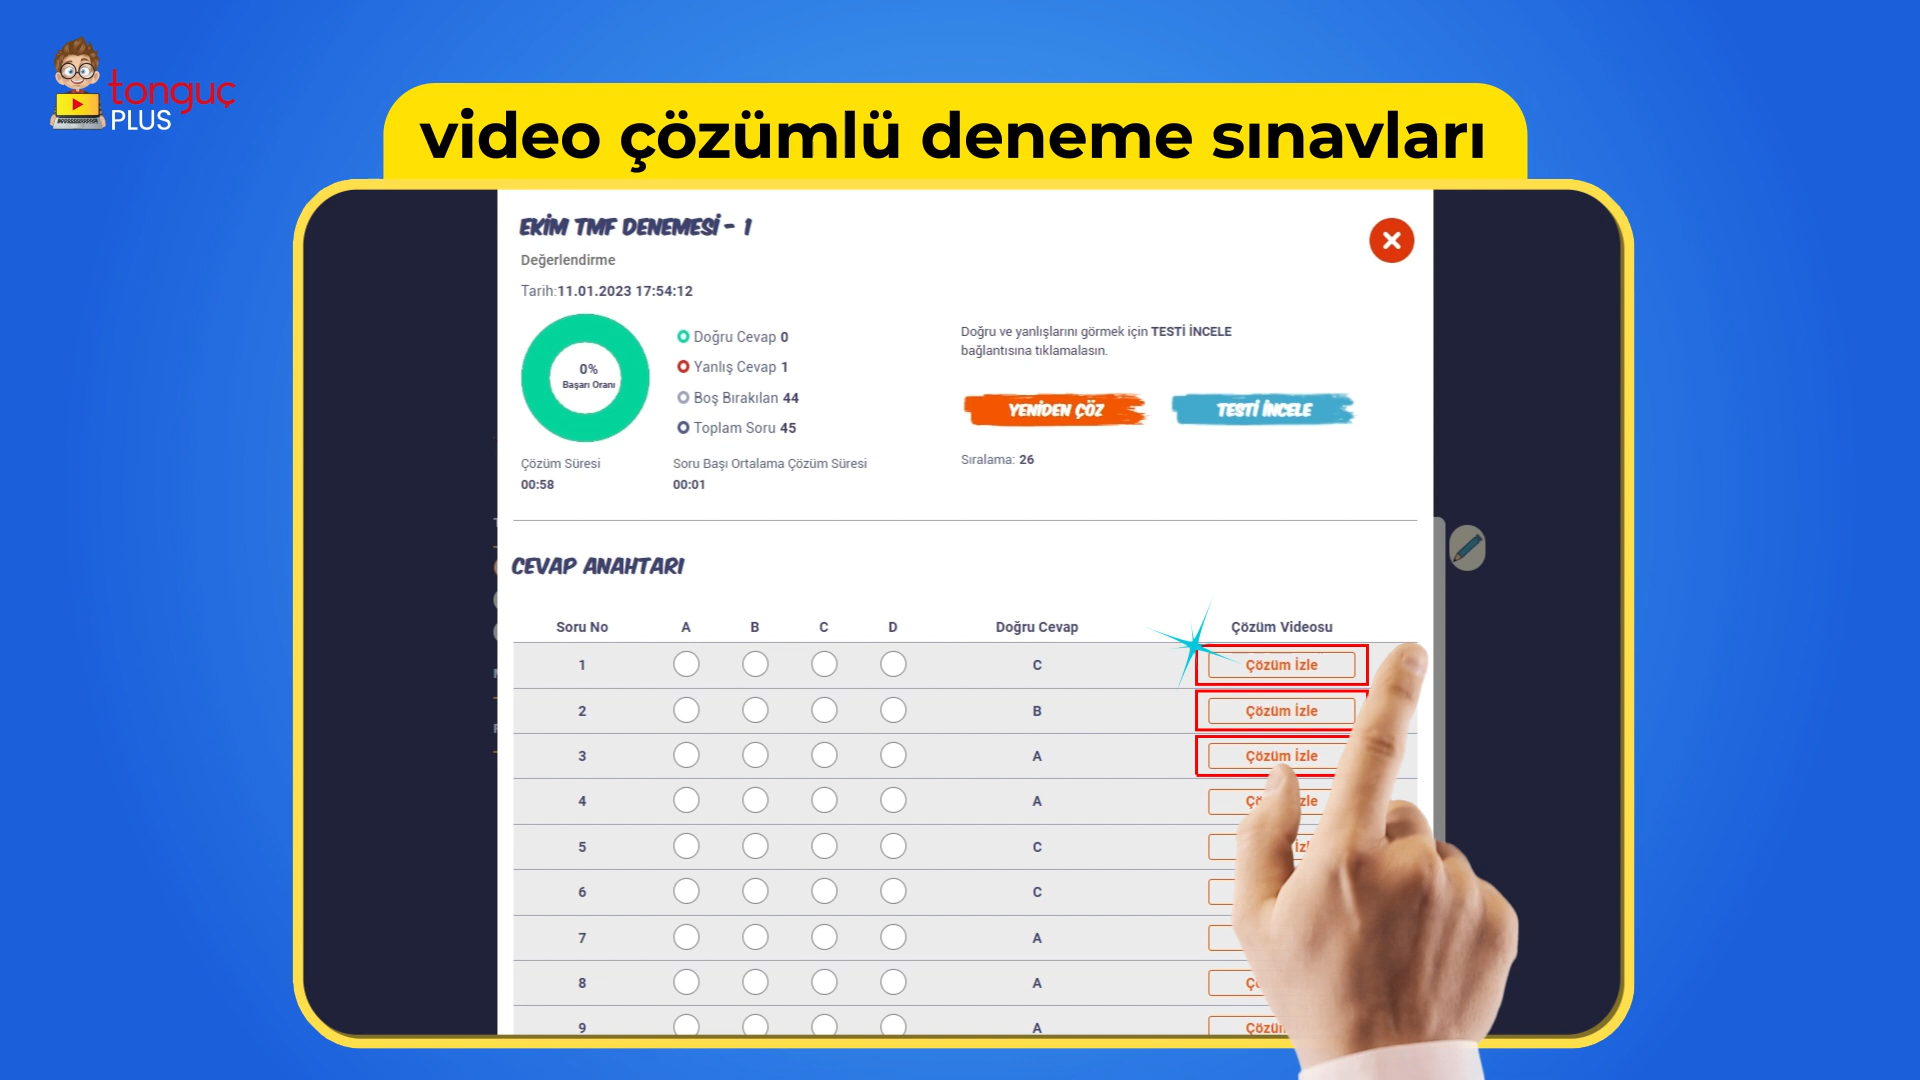 tonguç
PLUS
video çözümlü deneme sınavları
EKİM TMF DENEMESİ - 1
Değerlendirme
Tarih:11.01.2023 17:54:12
0%
Başarı Oranı
Doğru Cevap 0
Yanlış Cevap 1
Boş Bırakılan 44
Toplam Soru 45
Çözüm Süresi
00:58
Soru Başı Ortalama Çözüm Süresi
00:01
Doğru ve yanlışlarını görmek için TESTİ İNCELE
bağlantısına tıklamalasın.
YENİDEN ÇÖZ
TESTİ İNCELE
Sıralama: 26
CEVAP ANAHTARI
Soru No A B C D Doğru Cevap Çözüm Videosu
1 C Çözüm İzle
2 B Çözüm İzle
3 A Çözüm İzle
4 A
5 C
6 C
7 A
8 A
9 A